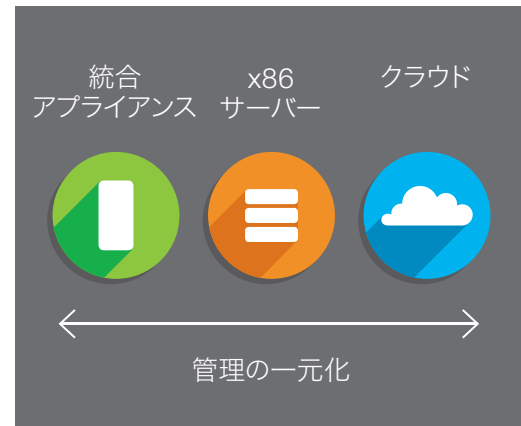 統合
アプライアンス
x86
サーバー
クラウド
管理の一元化